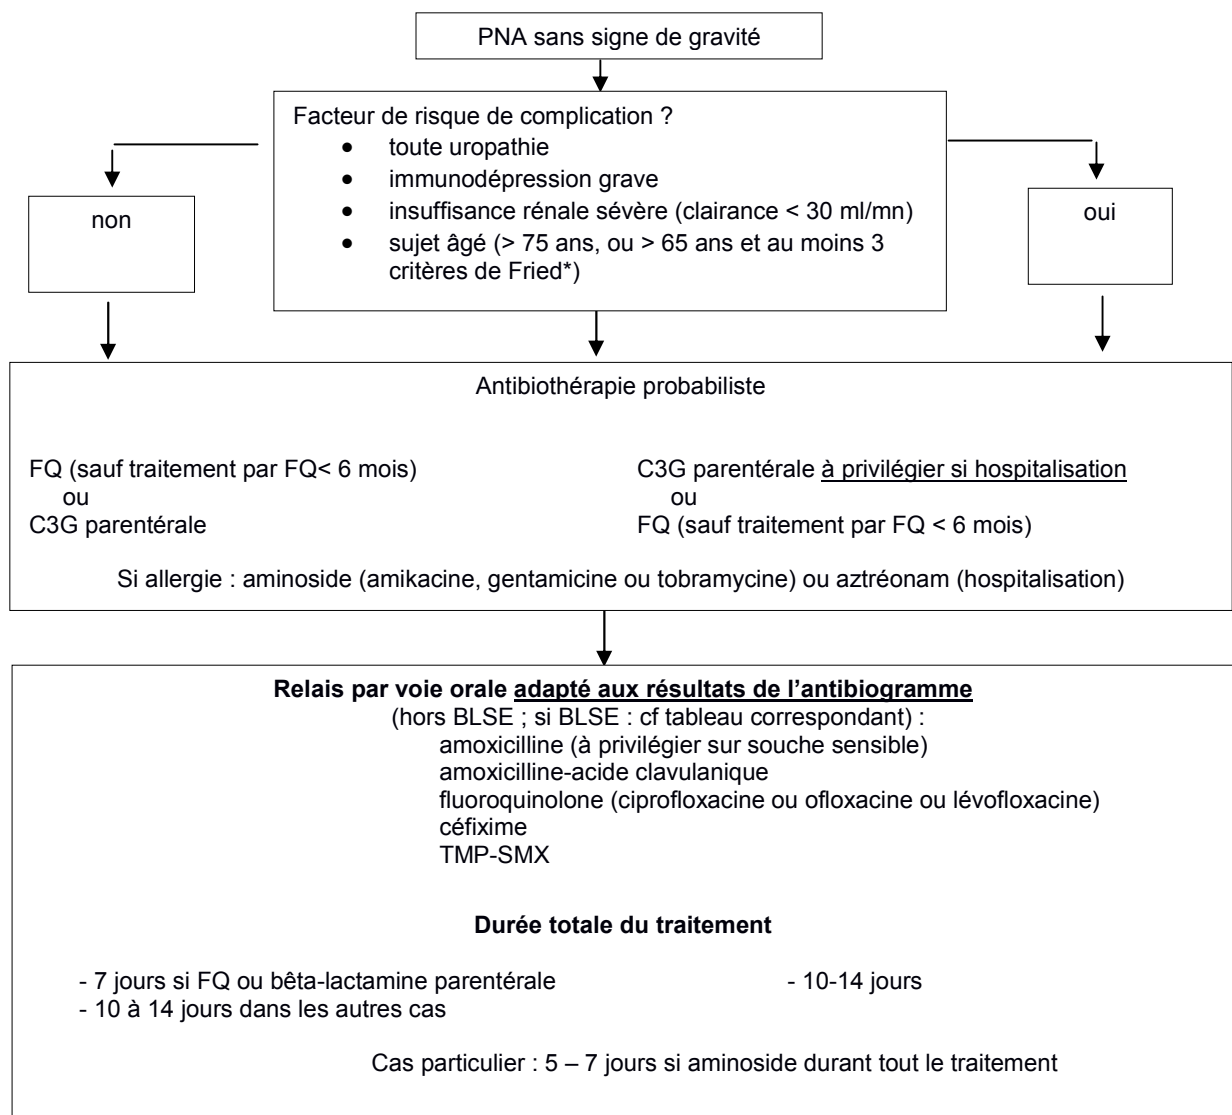 PNA sans signe de gravité
Facteur de risque de complication ?
• toute uropathie
• immunodépression grave
• insuffisance rénale sévère (clairance < 30 ml/mn)
• sujet âgé (> 75 ans, ou > 65 ans et au moins 3
critères de Fried*)
non
oui
Antibiothérapie probabiliste
FQ (sauf traitement par FQ< 6 mois)
ou
C3G parentérale
C3G parentérale à privilégier si hospitalisation
ou
FQ (sauf traitement par FQ < 6 mois)
Si allergie : aminoside (amikacine, gentamicine ou tobramycine) ou aztréonam (hospitalisation)
Relais par voie orale adapté aux résultats de l’antibiogramme
(hors BLSE ; si BLSE : cf tableau correspondant) :
amoxicilline (à privilégier sur souche sensible)
amoxicilline-acide clavulanique
fluoroquinolone (ciprofloxacine ou ofloxacine ou lévofloxacine)
céfixime
TMP-SMX
Durée totale du traitement
- 7 jours si FQ ou bêta-lactamine parentérale
- 10 à 14 jours dans les autres cas
- 10-14 jours
Cas particulier : 5 – 7 jours si aminoside durant tout le traitement